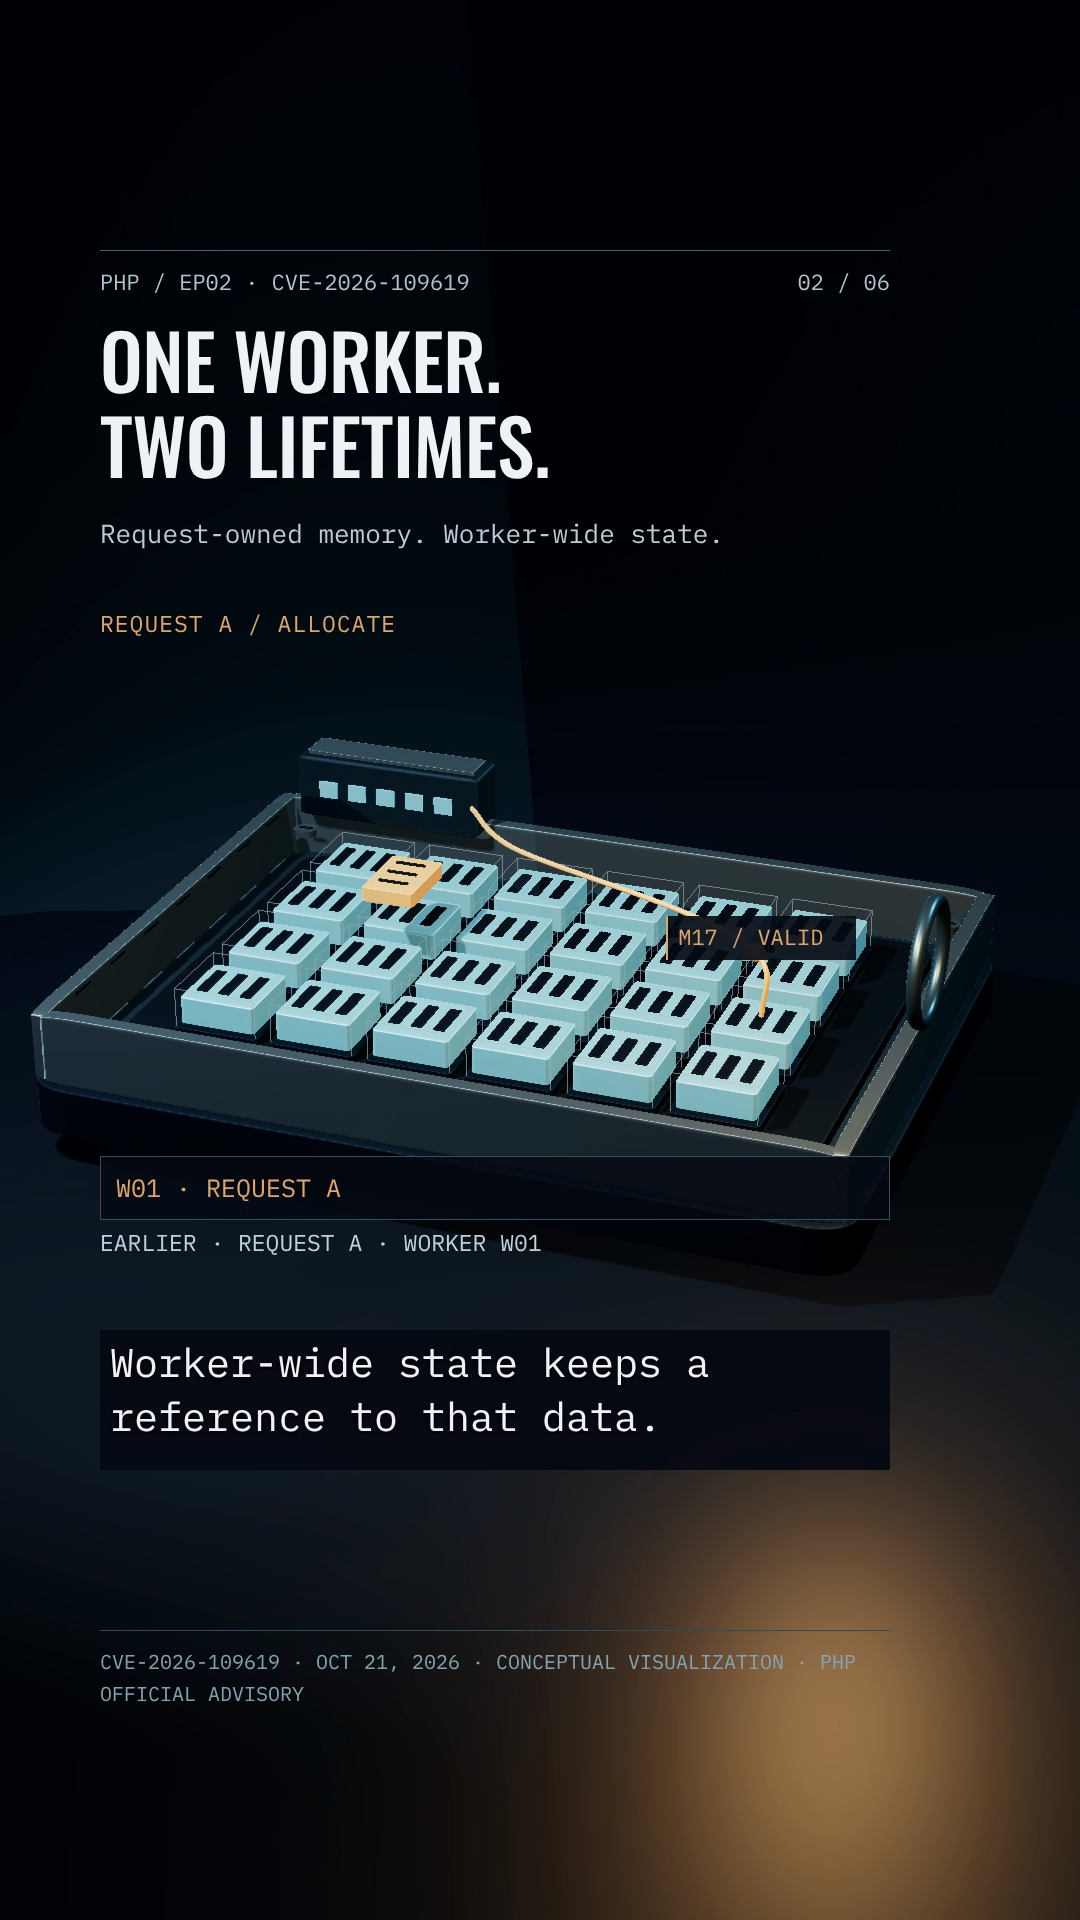 PHP / EP02 · CVE-2026-109619
02 / 06
ONE WORKER.
TWO LIFETIMES.
Request-owned memory. Worker-wide state.
REQUEST A / ALLOCATE
M17 / VALID
W01 · REQUEST A
EARLIER · REQUEST A · WORKER W01
Worker-wide state keeps a
reference to that data.
CVE-2026-109619 · OCT 21, 2026 · CONCEPTUAL VISUALIZATION · PHP
OFFICIAL ADVISORY